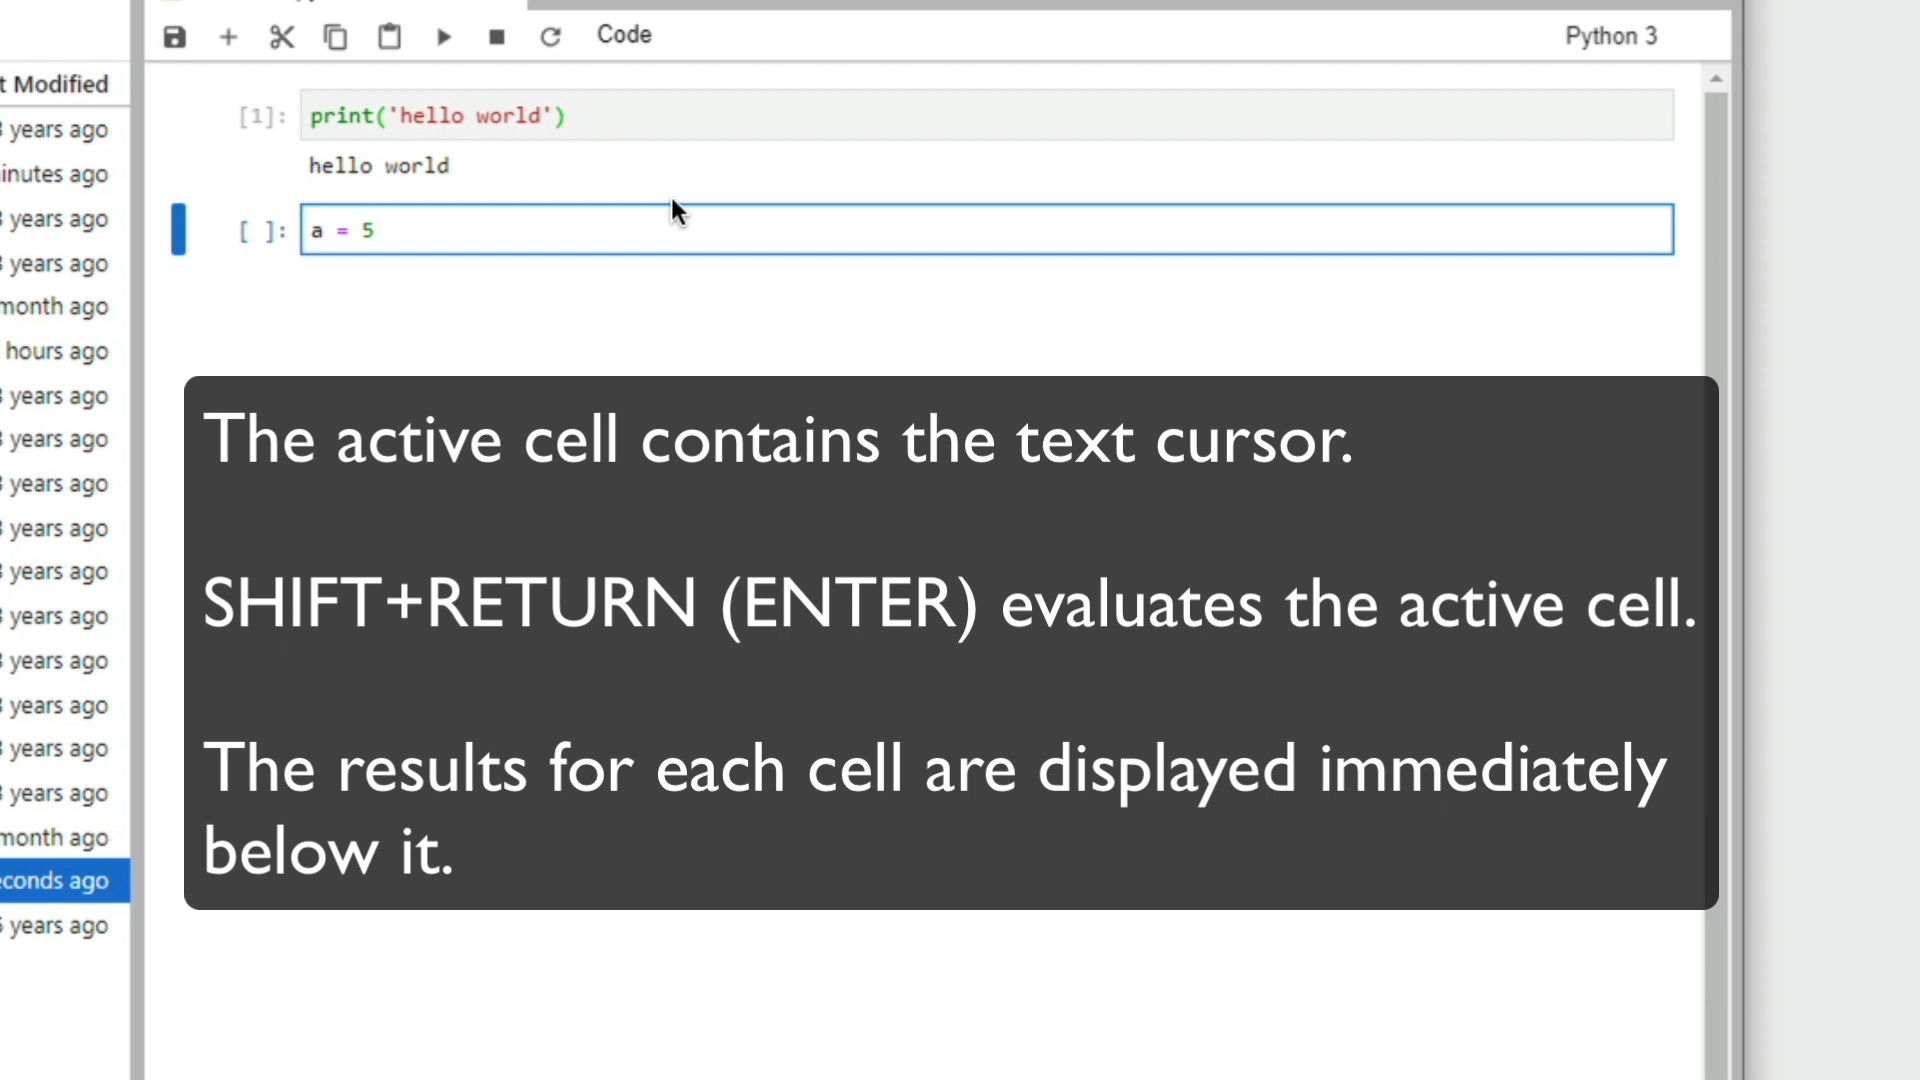 Code
Python 3
t Modified
years ago
[1]: print('hello world')
inutes ago
hello world
years ago
[ ]: a = 5
years ago
month ago
hours ago
years ago
The active cell contains the text cursor.
years ago
years ago
years ago
years ago
SHIFT+RETURN (ENTER) evaluates the active cell.
years ago
years ago
years ago
years ago
The results for each cell are displayed immediately
years ago
month ago
below it.
econds ago
years ago